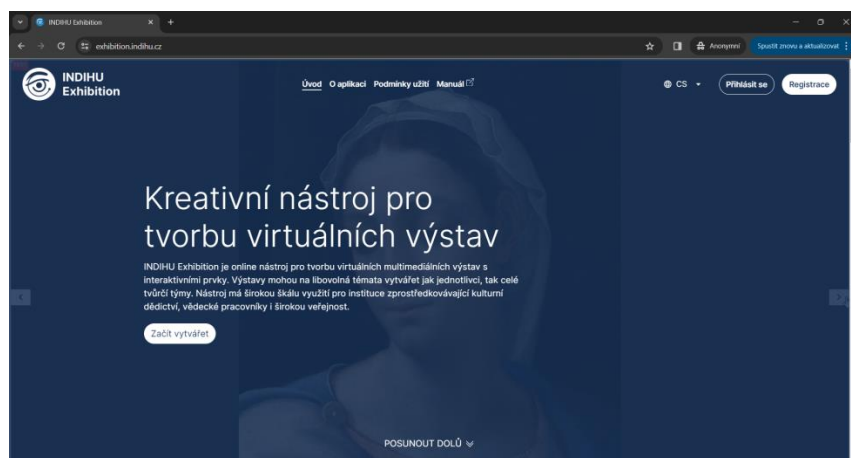 INDIHU Exhibition
exhibition.indihu.cz
Anonymní
Spustit znovu a aktualizovat
INDIHU
Exhibition
Úvod O aplikaci Podmínky užití Manuál
CS
Přihlásit se
Registrace
Kreativní nástroj pro
tvorbu virtuálních výstav
INDIHU Exhibition je online nástroj pro tvorbu virtuálních multimediálních výstav s
interaktivními prvky. Výstavy mohou na libovolná témata vytvářet jak jednotlivci, tak celé
tvůrčí týmy. Nástroj má širokou škálu využití pro instituce zprostředkovávající kulturní
dědictví, vědecké pracovníky i širokou veřejnost.
Začít vytvářet
POSUNOUT DOLŮ